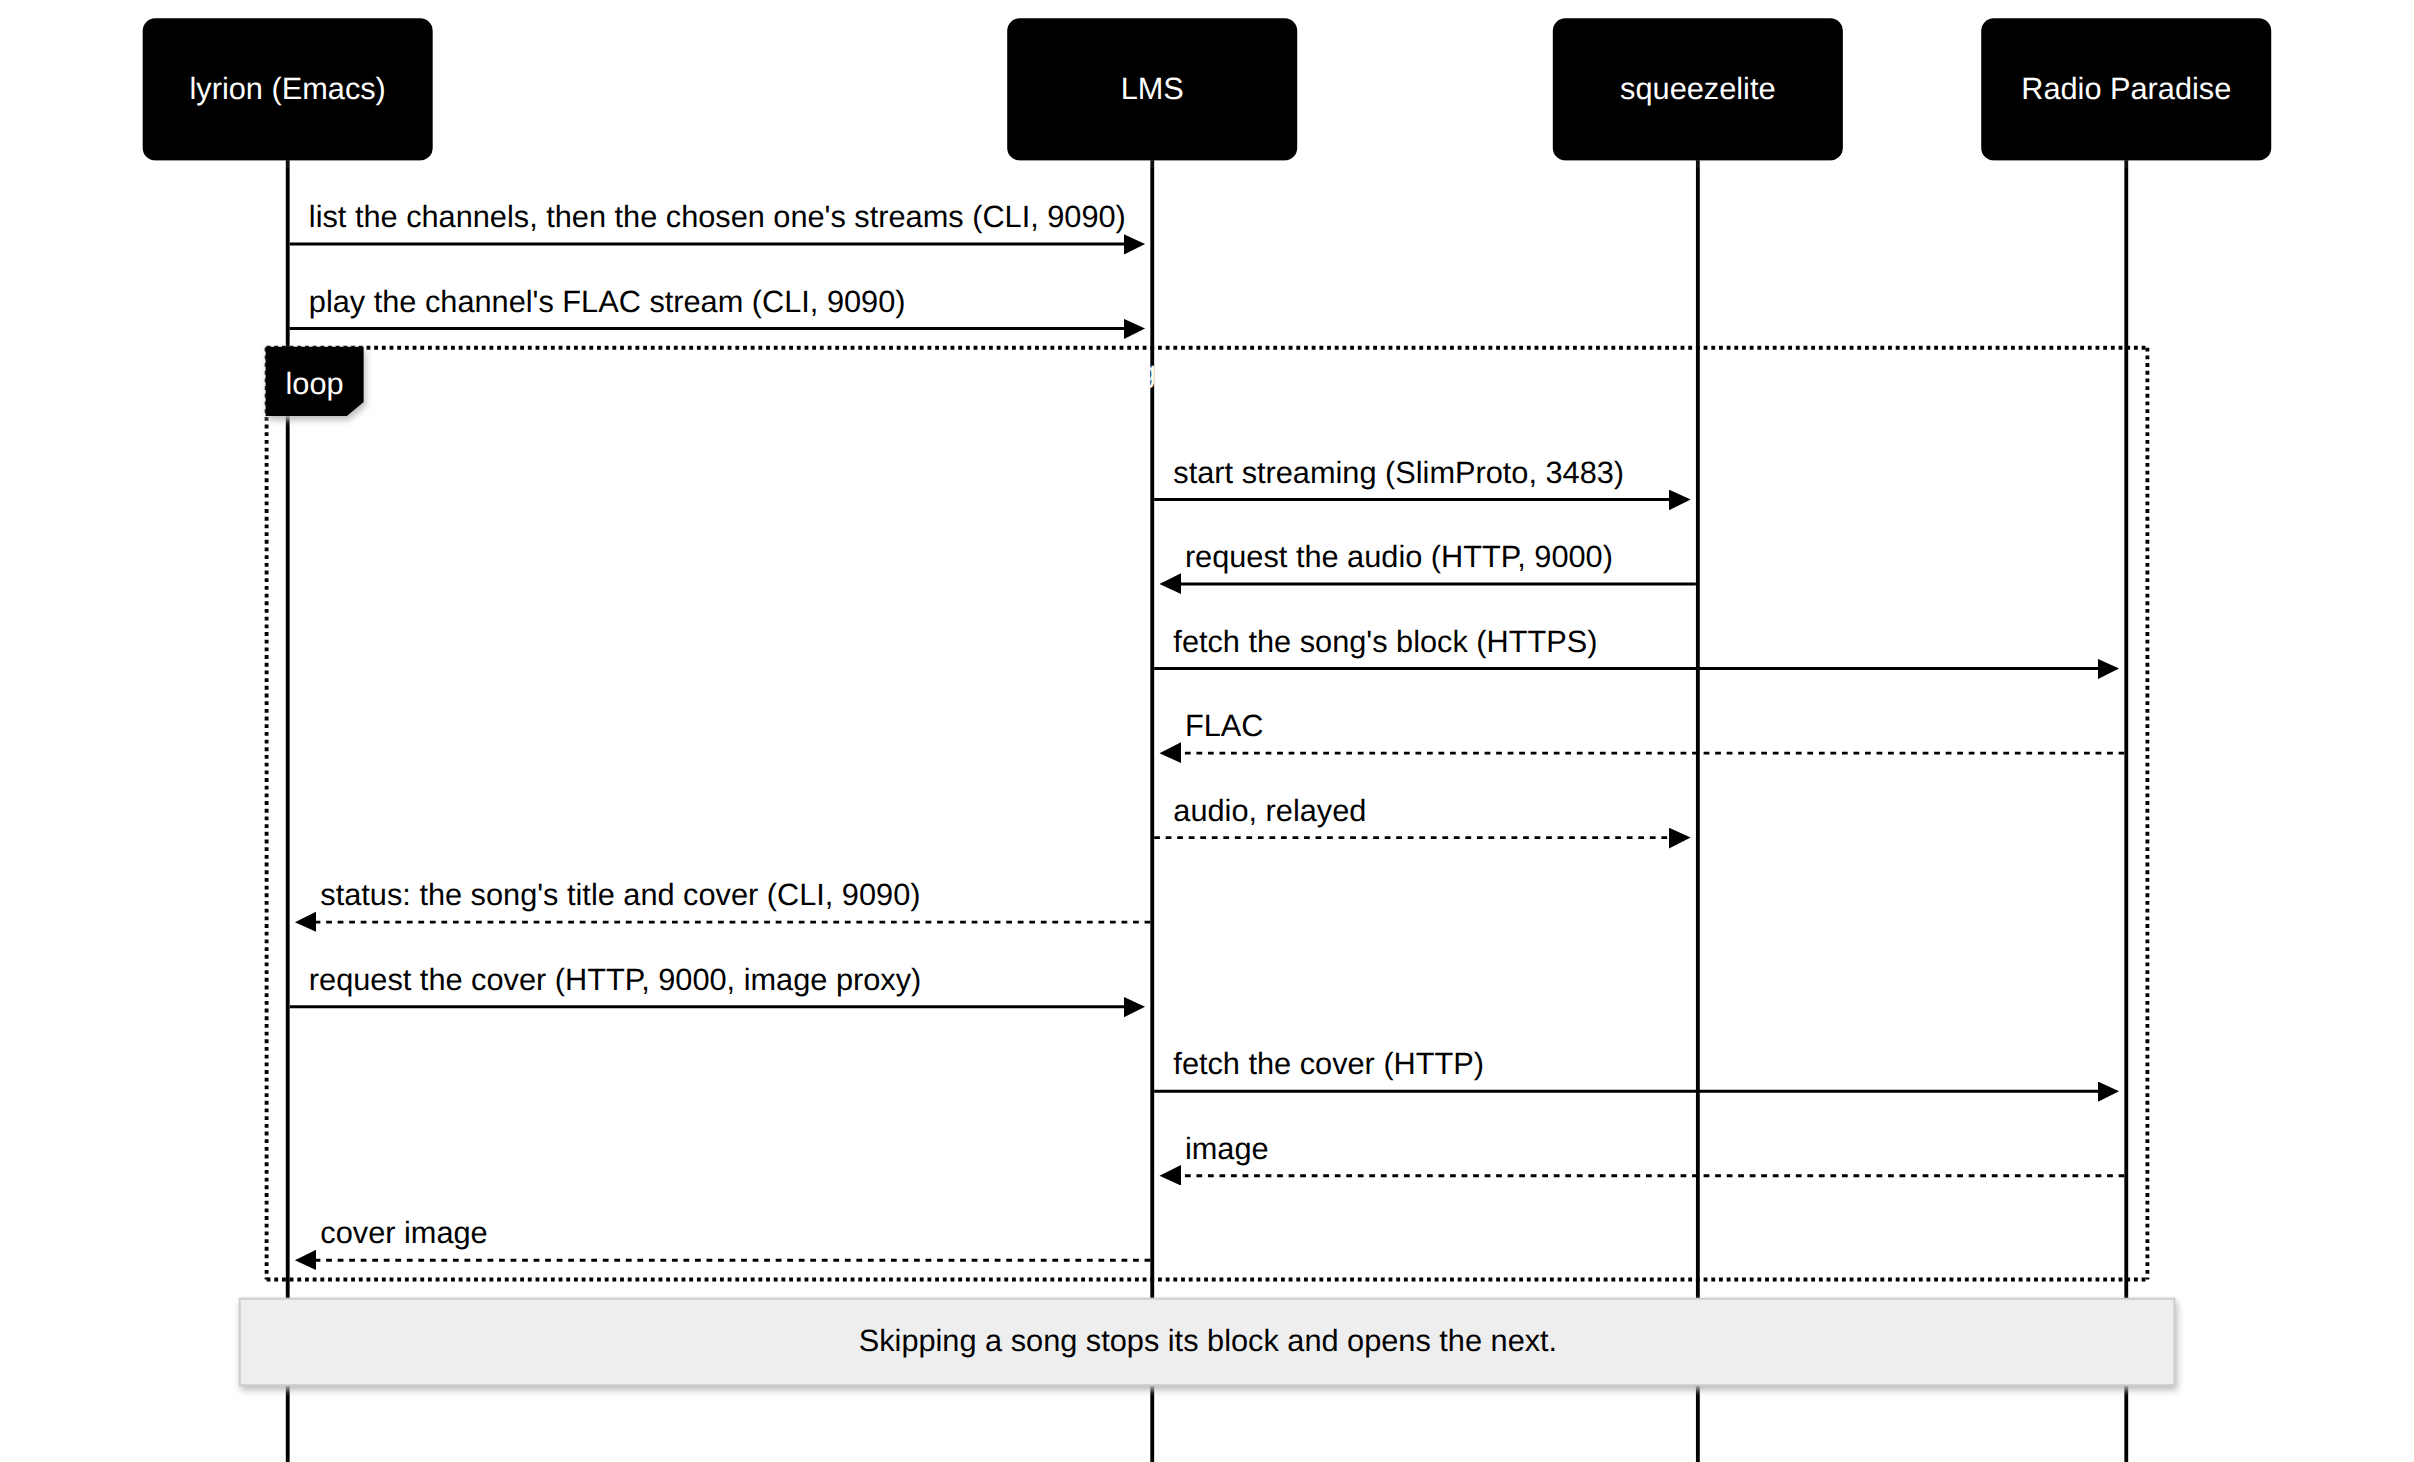 lyrion (Emacs)
LMS
squeezelite
Radio Paradise
list the channels, then the chosen one's streams (CLI, 9090)
play the channel's FLAC stream (CLI, 9090)
loop
start streaming (SlimProto, 3483)
request the audio (HTTP, 9000)
fetch the song's block (HTTPS)
FLAC
audio, relayed
status: the song's title and cover (CLI, 9090)
request the cover (HTTP, 9000, image proxy)
fetch the cover (HTTP)
image
cover image
Skipping a song stops its block and opens the next.